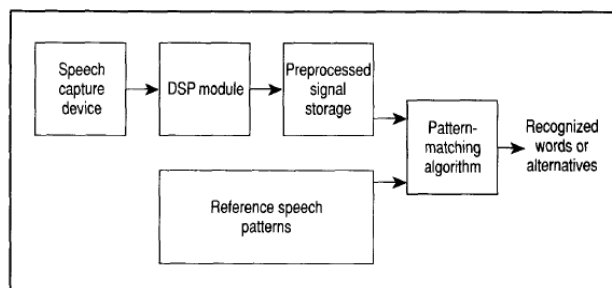 Speech
capture
device
DSP module
Preprocessed
signal
storage
Pattern-
matching
algorithm
Recognized
words or
alternatives
Reference speech
patterns